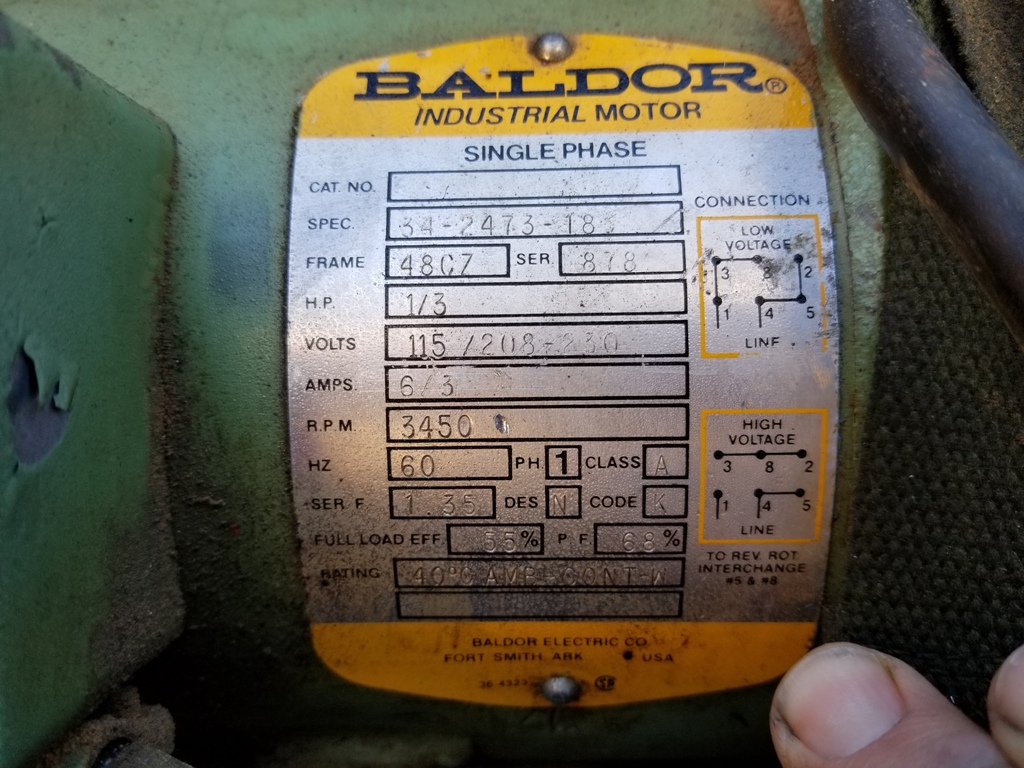 BALDOR®
INDUSTRIAL MOTOR
SINGLE PHASE
CAT. NO.
SPEC. 34-2473-183
FRAME 48CZ SER. 878
H.P. 1/3
VOLTS 115/208-230
AMPS. 6/3
R.P.M. 3450
HZ 60 PH. 1 CLASS A
SER. F. 1.35 DES N CODE K
FULL LOAD EFF. 55% P.F. 68%
RATING 40°C AMB-CONT-W
CONNECTION
LOW
VOLTAGE
3 8 2
1 4 5
LINE
HIGH
VOLTAGE
3 8 2
1 4 5
LINE
TO REV. ROT.
INTERCHANGE
#5 & #8
BALDOR ELECTRIC CO.
FORT SMITH, ARK. • USA